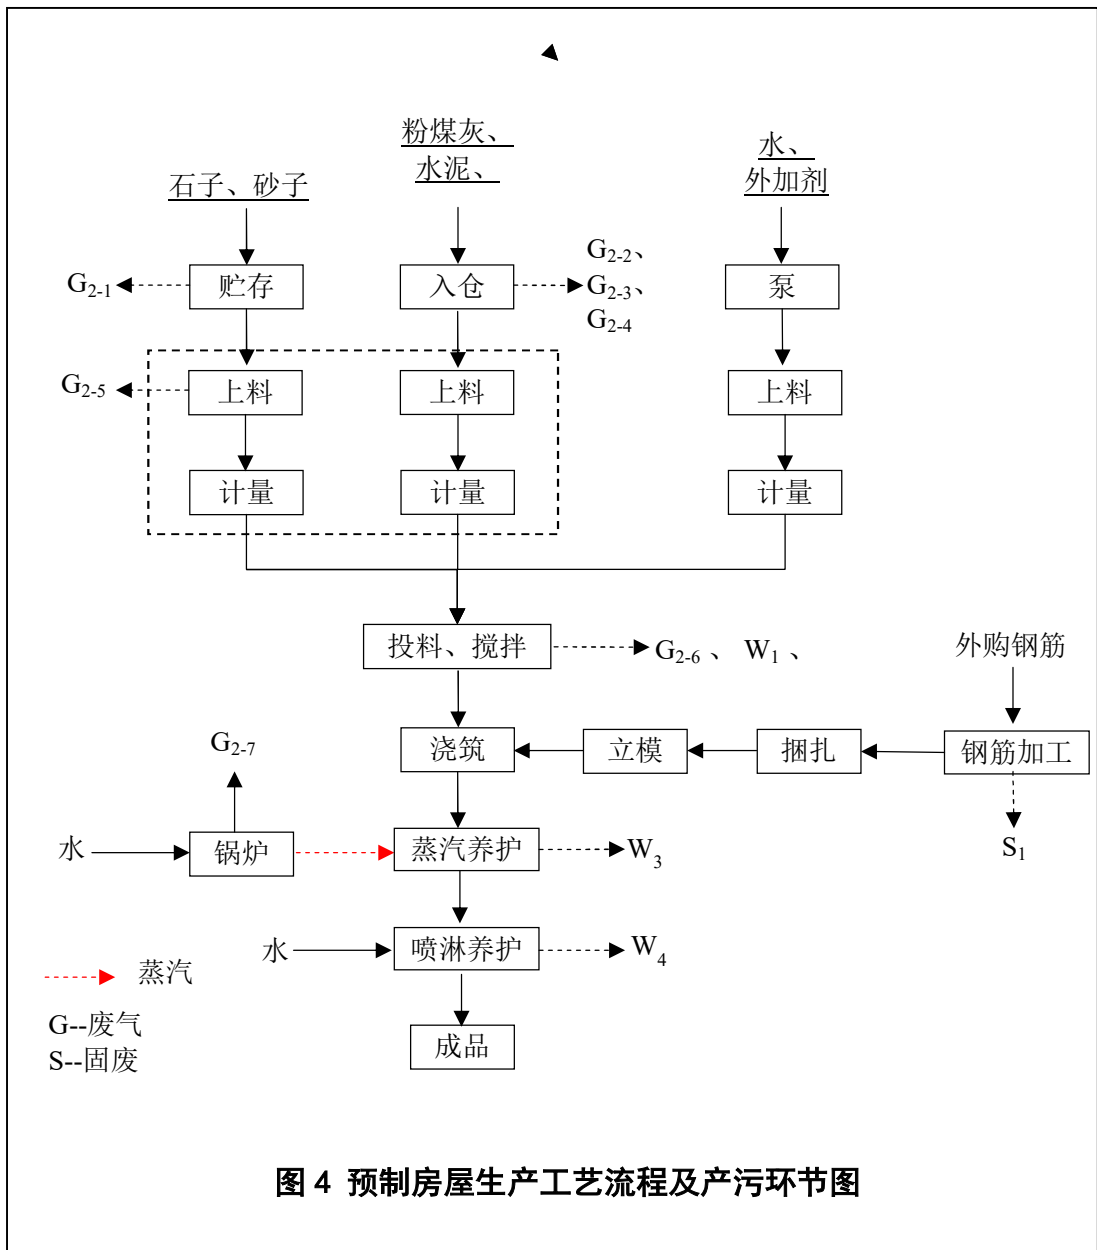 粉煤灰、
水泥、
水、
外加剂
石子、砂子
G2-1
贮存
入仓
G2-2、
G2-3、
G2-4
泵
G2-5
上料
上料
上料
计量
计量
计量
投料、搅拌
G2-6 、 W1 、
外购钢筋
G2-7
浇筑
立模
捆扎
钢筋加工
水
锅炉
蒸汽养护
W3
S1
水
喷淋养护
W4
蒸汽
G--废气
S--固废
成品
图 4 预制房屋生产工艺流程及产污环节图